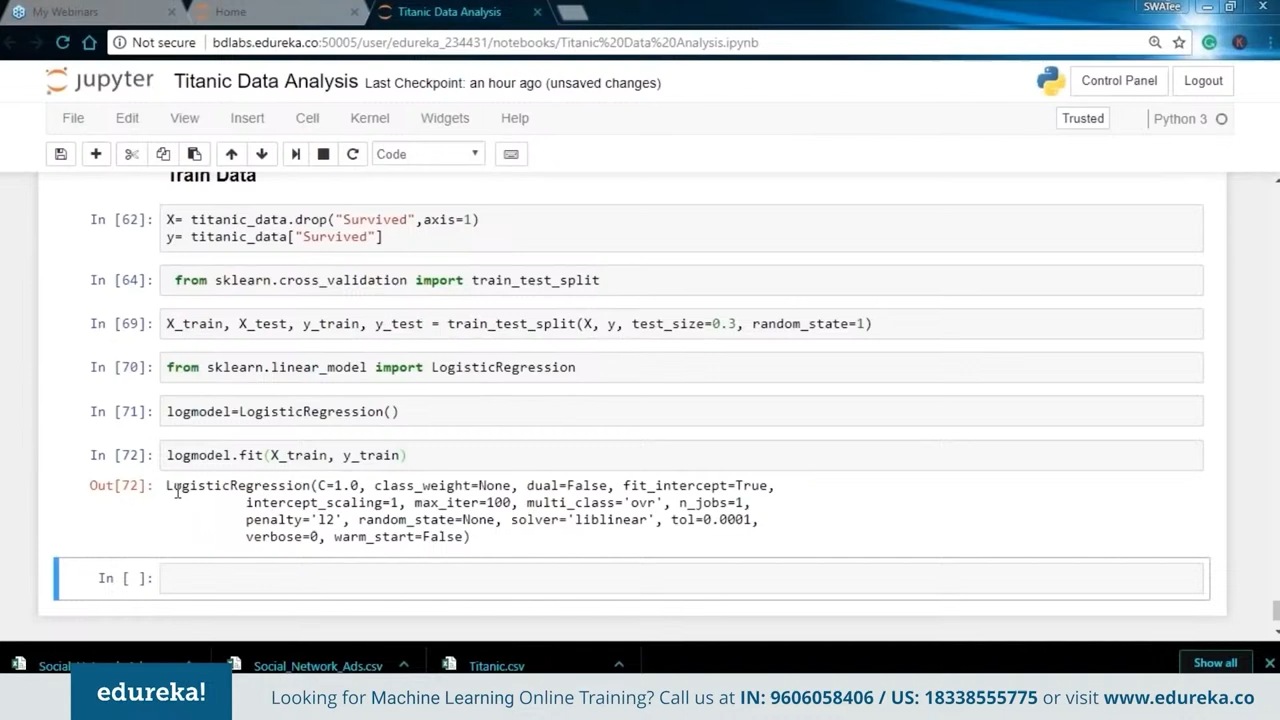 My Webinars
Home
Titanic Data Analysis
SWATee
Not secure
bdlabs.edureka.co:50005/user/edureka_234431/notebooks/Titanic%20Data%20Analysis.ipynb
jupyter
Titanic Data Analysis Last Checkpoint: an hour ago (unsaved changes)
Control Panel
Logout
File Edit View Insert Cell Kernel Widgets Help
Trusted
Python 3
Code
Train Data
In [62]: X= titanic_data.drop("Survived",axis=1)
y= titanic_data["Survived"]
In [64]: from sklearn.cross_validation import train_test_split
In [69]: X_train, X_test, y_train, y_test = train_test_split(X, y, test_size=0.3, random_state=1)
In [70]: from sklearn.linear_model import LogisticRegression
In [71]: logmodel=LogisticRegression()
In [72]: logmodel.fit(X_train, y_train)
Out[72]: LogisticRegression(C=1.0, class_weight=None, dual=False, fit_intercept=True,
intercept_scaling=1, max_iter=100, multi_class='ovr', n_jobs=1,
penalty='l2', random_state=None, solver='liblinear', tol=0.0001,
verbose=0, warm_start=False)
In [ ]:
Social_Network_Ads.csv
Titanic.csv
Show all
edureka!
Looking for Machine Learning Online Training? Call us at IN: 9606058406 / US: 18338555775 or visit www.edureka.co